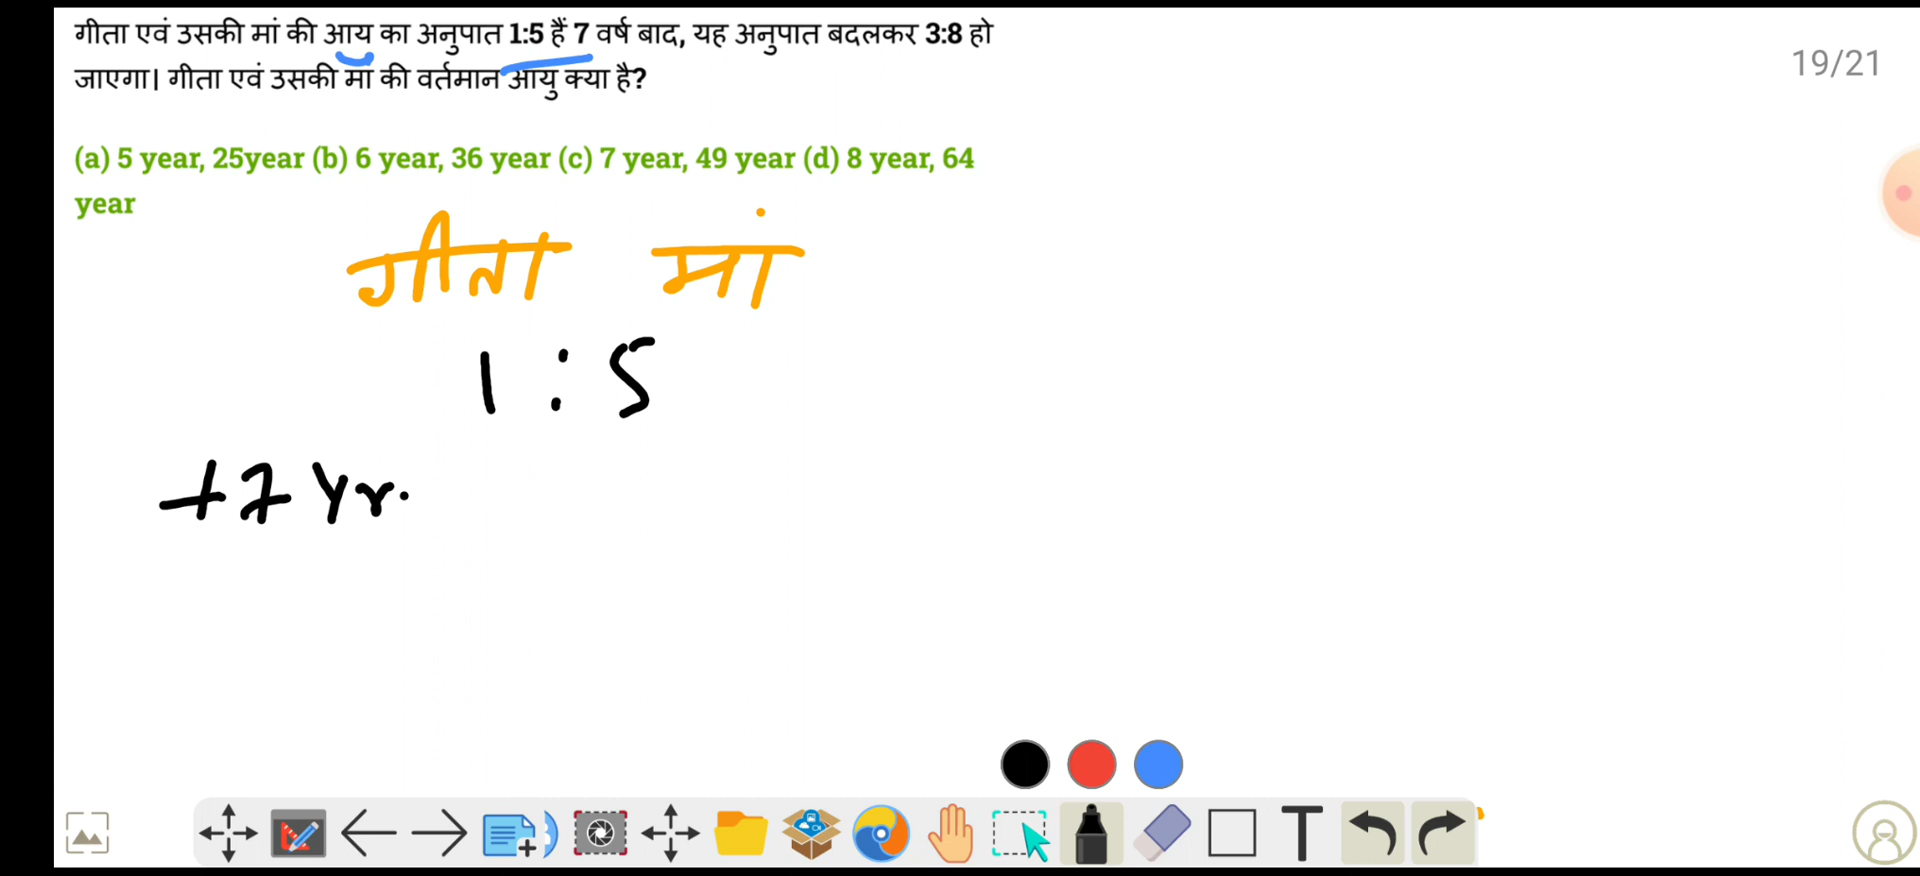 गीता एवं उसकी मां की आय का अनुपात 1:5 हैं 7 वर्ष बाद, यह अनुपात बदलकर 3:8 हो
जाएगा| गीता एवं उसकी मां की वर्तमान आयु क्या है?
19/21
(a) 5 year, 25year (b) 6 year, 36 year (c) 7 year, 49 year (d) 8 year, 64
year
गीता मां
1 : 5
+7 Yr.
T